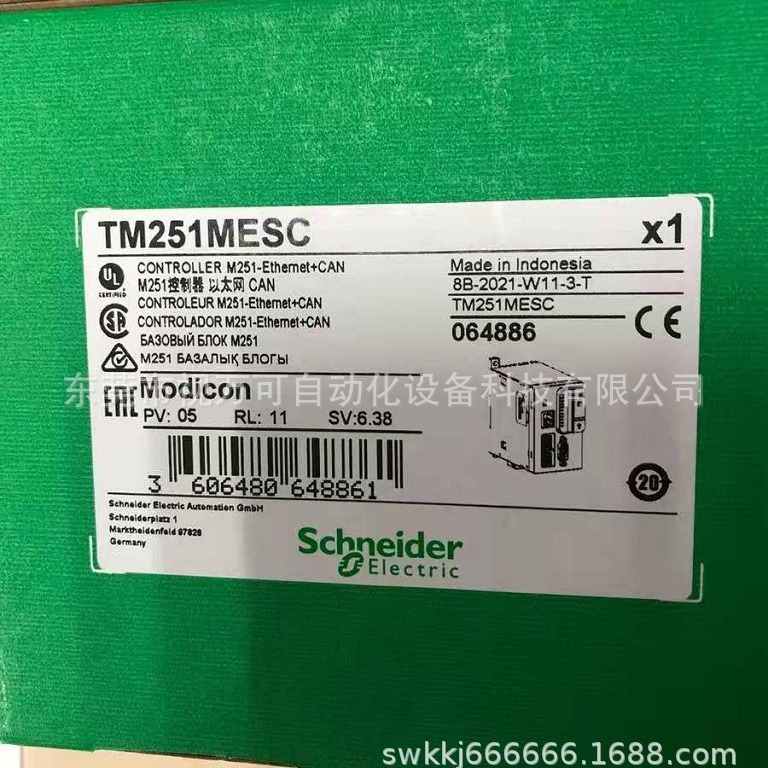 TM251MESC
x1
CONTROLLER M251-Ethernet+CAN
M251控制器 以太网 CAN
CONTROLEUR M251-Ethernet+CAN
CONTROLADOR M251-Ethernet+CAN
БАЗОВЫЙ БЛОК M251
M251 БАЗАЛЫҚ БЛОГЫ
UL
CERTIFIED
Made in Indonesia
8B-2021-W11-3-T
TM251MESC
064886
CE
EAC
Modicon
PV: 05 RL: 11 SV:6.38
3 606480 648861
20
Schneider Electric Automation GmbH
Schneiderplatz 1
Marktheidenfeld 97828
Germany
Schneider
Electric
可自动化设备科技有限公司
swkkj666666.1688.com